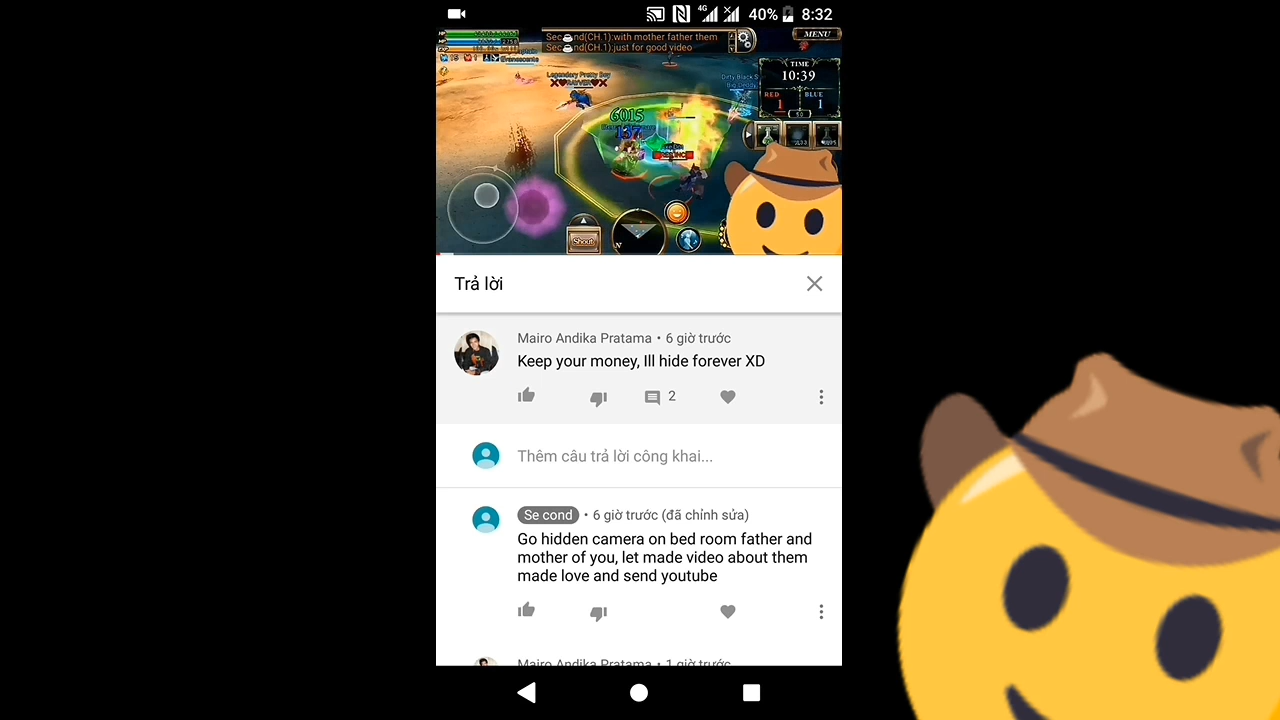 40% 8:32
Sec☕nd(CH.1):with mother father them
Sec☕nd(CH.1):just for good video
MENU
Legendary Pretty Boy
TIME
10:39
RED BLUE
1 1
6015
137
Shout
N
Trả lời
Mairo Andika Pratama • 6 giờ trước
Keep your money, Ill hide forever XD
2
Thêm câu trả lời công khai...
Se cond • 6 giờ trước (đã chỉnh sửa)
Go hidden camera on bed room father and
mother of you, let made video about them
made love and send youtube
Mairo Andika Pratama • 1 giờ trước